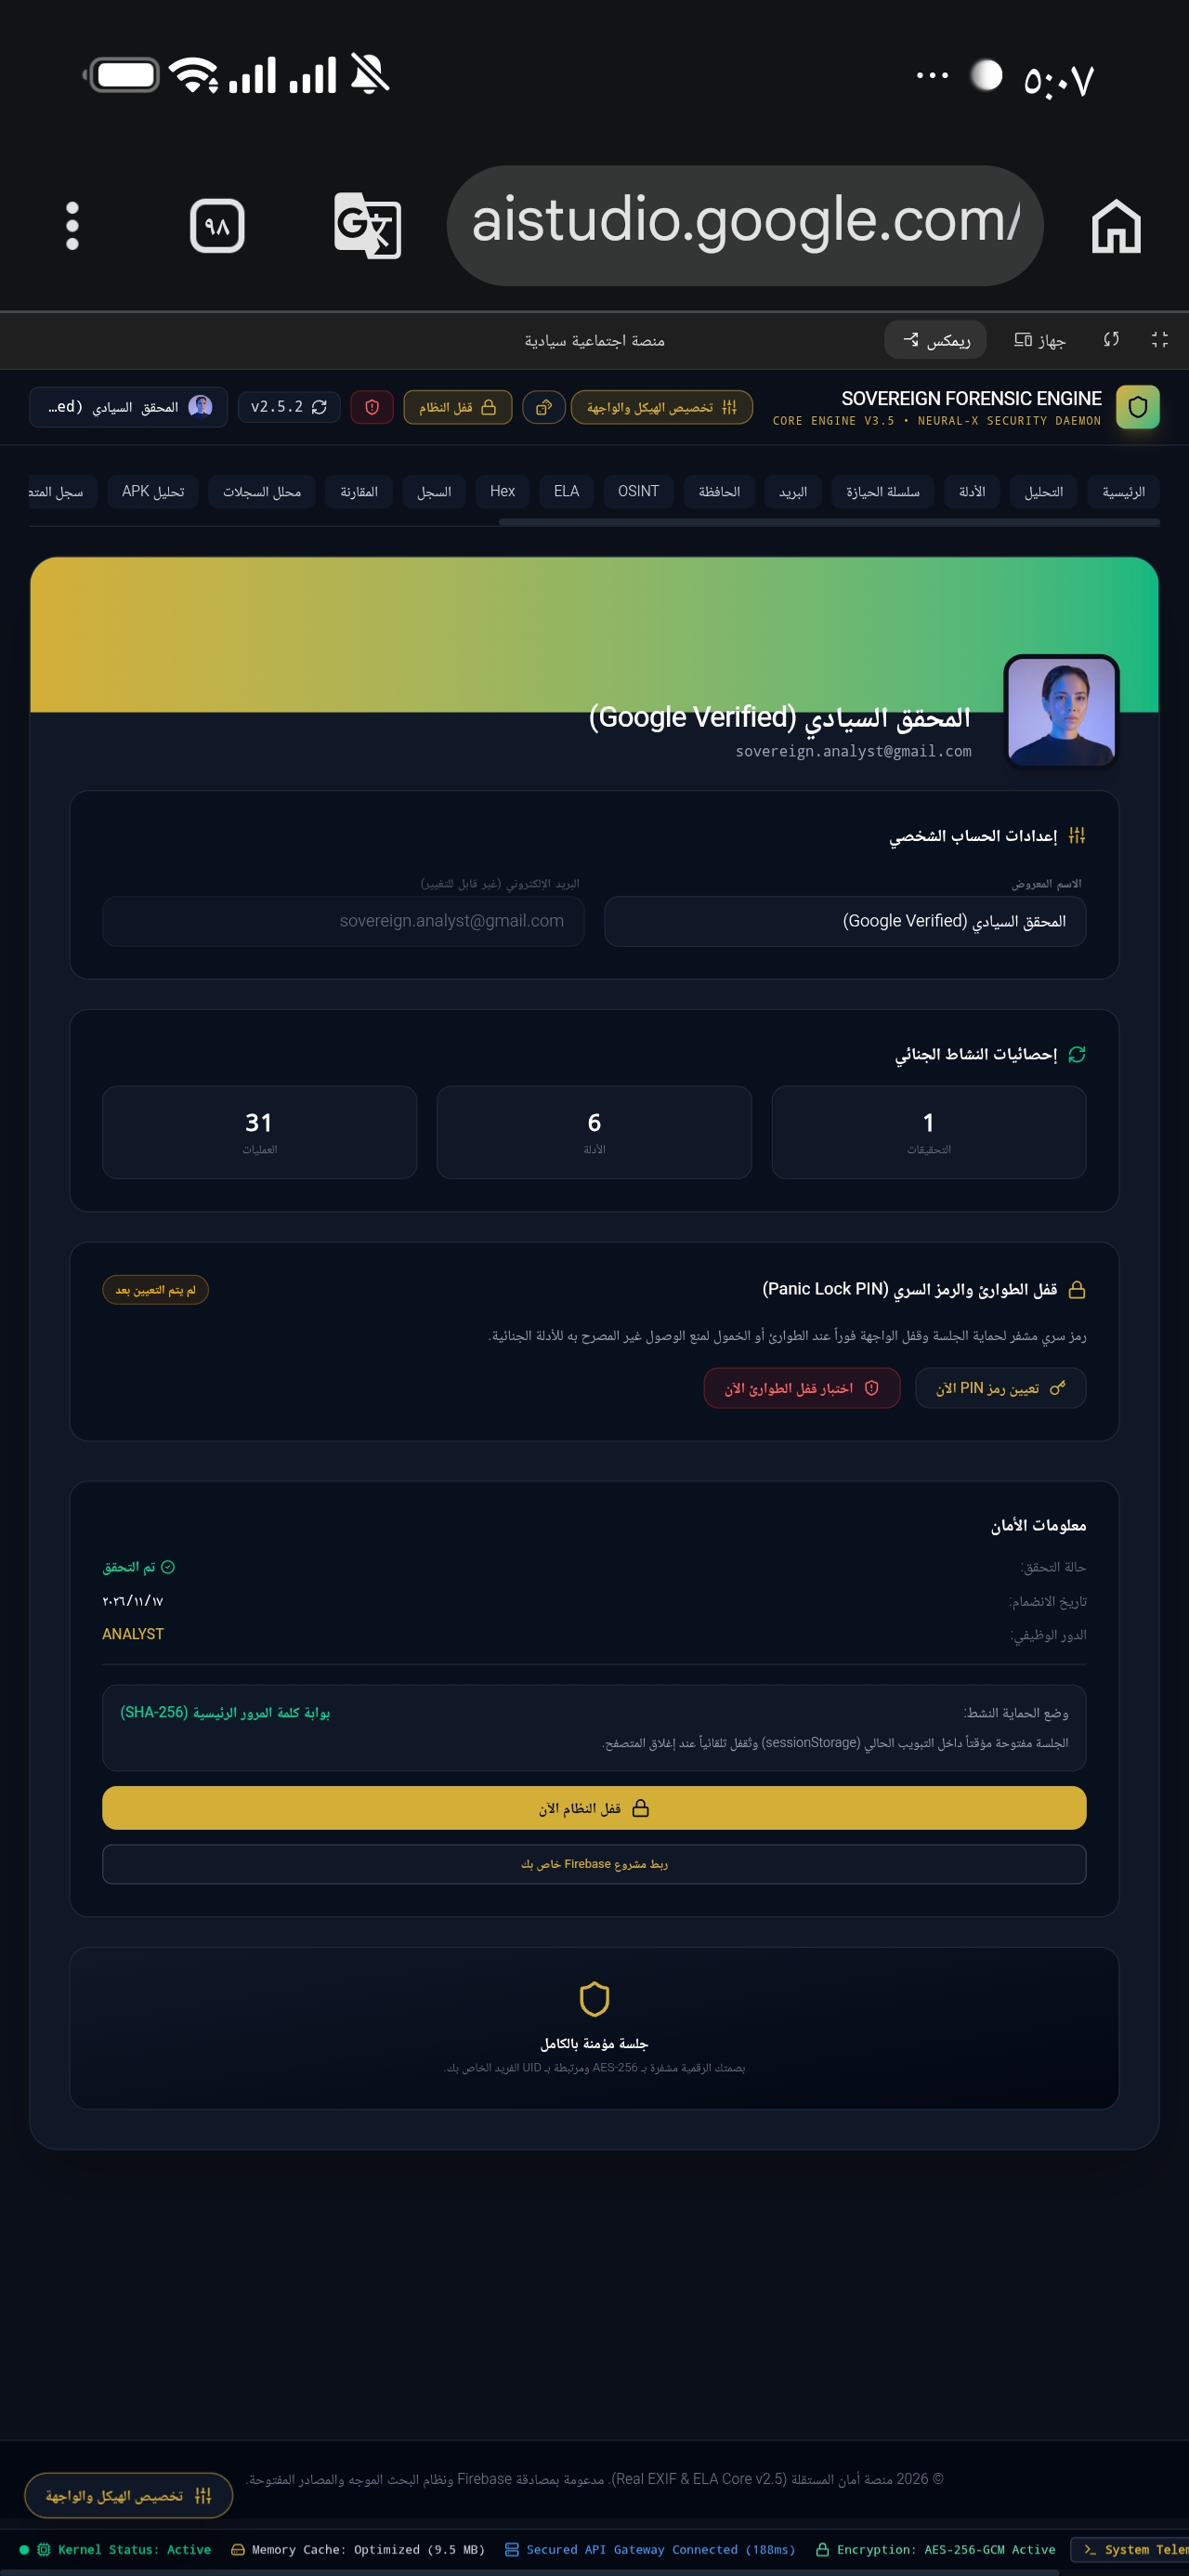 ٥:٠٧
aistudio.google.com/
٩٨
جهاز
ريمكس
منصة اجتماعية سيادية
SOVEREIGN FORENSIC ENGINE
CORE ENGINE V3.5 • NEURAL-X SECURITY DAEMON
تخصيص الهيكل والواجهة
قفل النظام
v2.5.2
المحقق السيادي (ed…
الرئيسية
التحليل
الأدلة
سلسلة الحيازة
البريد
الحافظة
OSINT
ELA
Hex
السجل
المقارنة
محلل السجلات
تحليل APK
سجل
المحقق السيادي (Google Verified)
sovereign.analyst@gmail.com
إعدادات الحساب الشخصي
الاسم المعروض
المحقق السيادي (Google Verified)
البريد الإلكتروني (غير قابل للتغيير)
sovereign.analyst@gmail.com
إحصائيات النشاط الجنائي
1
التحقيقات
6
الأدلة
31
العمليات
قفل الطوارئ والرمز السري (Panic Lock PIN)
لم يتم التعيين بعد
رمز سري مشفر لحماية الجلسة وقفل الواجهة فوراً عند الطوارئ أو الخمول لمنع الوصول غير المصرح به للأدلة الجنائية.
تعيين رمز PIN الآن
اختبار قفل الطوارئ الآن
معلومات الأمان
حالة التحقق:
تم التحقق
تاريخ الانضمام:
٢٠٢٦/١١/١٧
الدور الوظيفي:
ANALYST
وضع الحماية النشط:
بوابة كلمة المرور الرئيسية (SHA-256)
الجلسة مفتوحة مؤقتاً داخل التبويب الحالي (sessionStorage) وتُقفل تلقائياً عند إغلاق المتصفح.
قفل النظام الآن
ربط مشروع Firebase خاص بك
جلسة مؤمنة بالكامل
بصمتك الرقمية مشفرة بـ AES-256 ومرتبطة بـ UID الفريد الخاص بك.
© 2026 منصة أمان المستقلة (Real EXIF & ELA Core v2.5). مدعومة بمصادقة Firebase ونظام البحث الموجه والمصادر المفتوحة.
تخصيص الهيكل والواجهة
Kernel Status: Active
Memory Cache: Optimized (9.5 MB)
Secured API Gateway Connected (188ms)
Encryption: AES-256-GCM Active
System